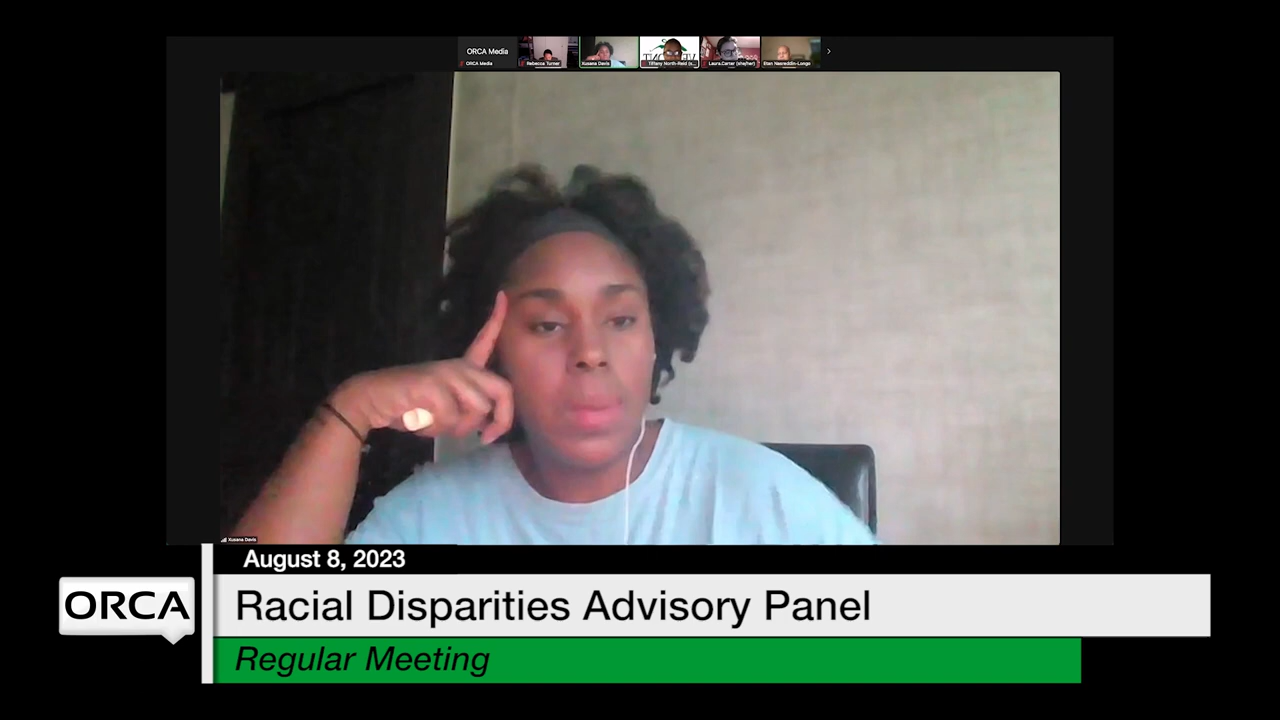 ORCA Media
ORCA Media
Rebecca Turner
Xusana Davis
Tiffany North-Reid (s...
Laura Carter (she/her)
Etan Nasreddin-Longo
Xusana Davis
August 8, 2023
ORCA
Racial Disparities Advisory Panel
Regular Meeting